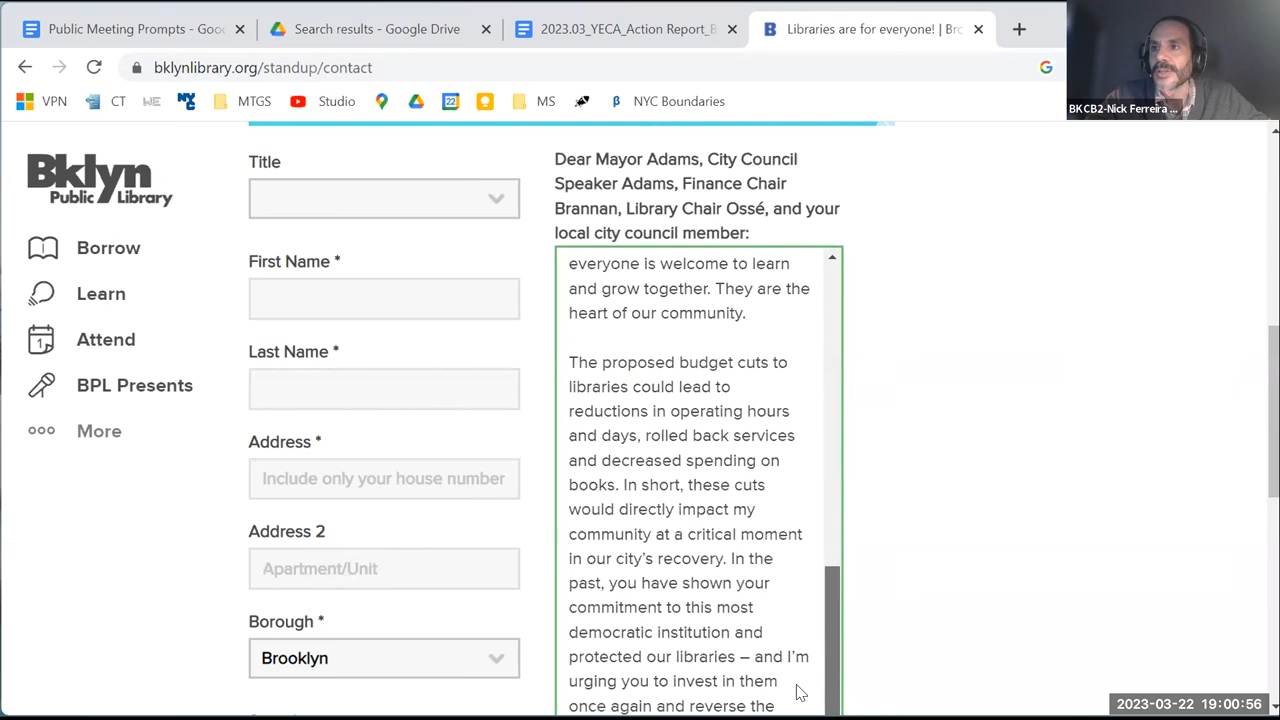 Public Meeting Prompts - Goo
Search results - Google Drive
2023.03_YECA_Action Report_B
Libraries are for everyone! | Bro
bklynlibrary.org/standup/contact
VPN
CT
WE
NYC
MTGS
Studio
22
MS
β NYC Boundaries
BKCB2-Nick Ferreira ...
Bklyn
Public Library
Borrow
Learn
Attend
BPL Presents
More
Title
First Name *
Last Name *
Address *
Include only your house number
Address 2
Apartment/Unit
Borough *
Brooklyn
Dear Mayor Adams, City Council
Speaker Adams, Finance Chair
Brannan, Library Chair Ossé, and your
local city council member:
everyone is welcome to learn
and grow together. They are the
heart of our community.
The proposed budget cuts to
libraries could lead to
reductions in operating hours
and days, rolled back services
and decreased spending on
books. In short, these cuts
would directly impact my
community at a critical moment
in our city's recovery. In the
past, you have shown your
commitment to this most
democratic institution and
protected our libraries – and I'm
urging you to invest in them
once again and reverse the
2023-03-22 19:00:56